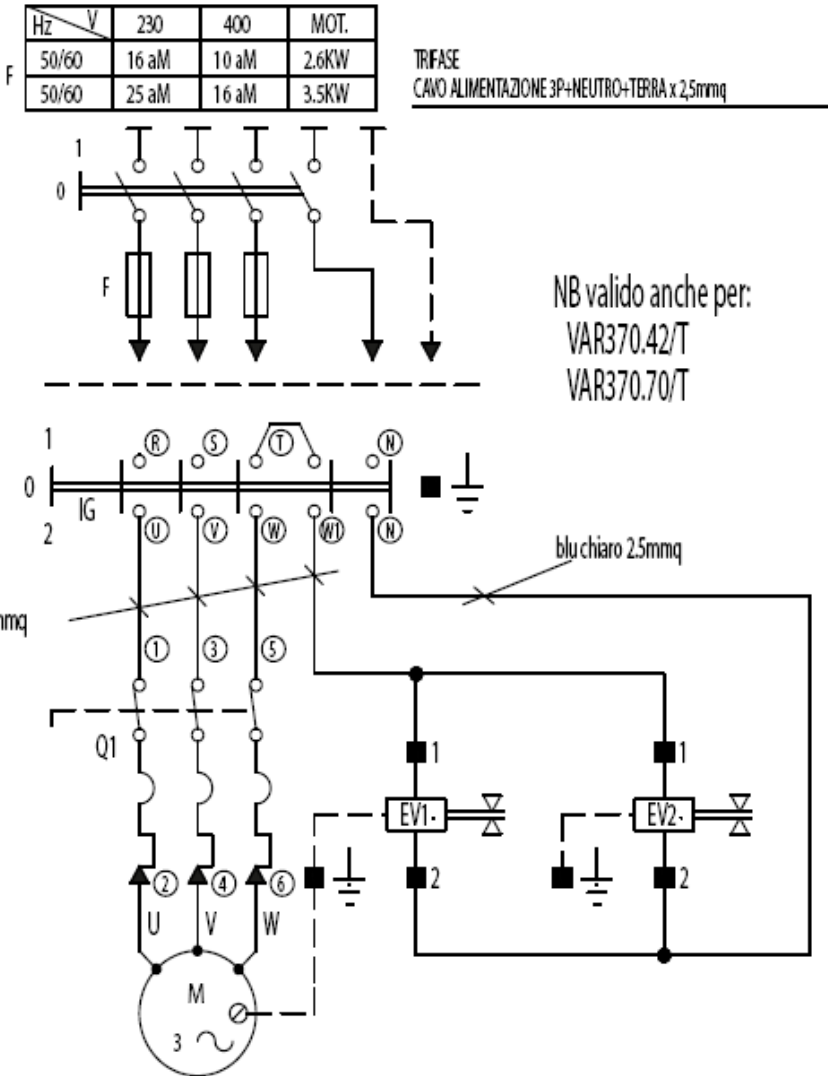 Hz V 230 400 MOT.
F 50/60 16 aM 10 aM 2.6KW
50/60 25 aM 16 aM 3.5KW
TRIFASE
CAVO ALIMENTAZIONE 3P+NEUTRO+TERRA x 2,5mmq
1
0
F
NB valido anche per:
VAR370.42/T
VAR370.70/T
1 R S T N
0 IG
2 U V W W1 N
blu chiaro 2.5mmq
mmq
1 3 5
Q1
1 1
EV1. EV2.
2 4 6 2 2
U V W
M
3